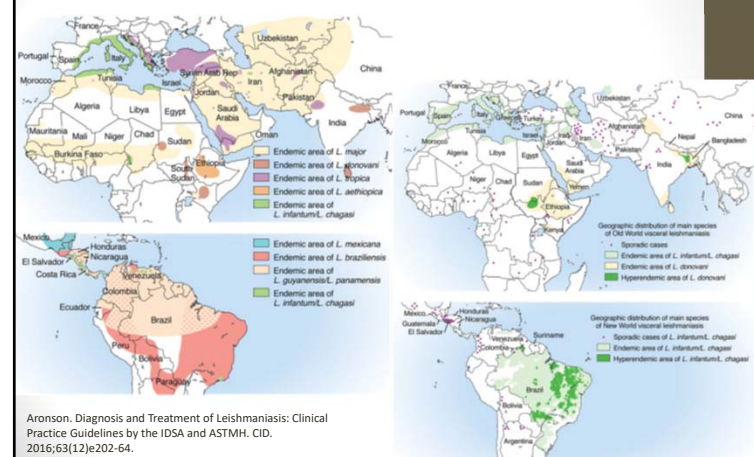 France
Uzbekistan
Portugal
Spain
Italy
China
Syrian Arab Rep
Afghanistan
Morocco
Tunisia
Israel
Iran
Jordan
Pakistan
Algeria
Libya
Egypt
Saudi
Arabia
India
Mauritania
Mali
Niger
Chad
Oman
Sudan
Burkina Faso
Ethiopia
South
Sudan
Endemic area of L. major
Endemic area of L. donovani
Endemic area of L. tropica
Endemic area of L. aethiopica
Endemic area of
L. infantum/L. chagasi
Mexico
Honduras
Nicaragua
El Salvador
Costa Rica
Venezuela
Colombia
Ecuador
Brazil
Peru
Bolivia
Paraguay
Endemic area of L. mexicana
Endemic area of L. braziliensis
Endemic area of
L. guyanensis/L. panamensis
Endemic area of
L. infantum/L. chagasi
France
Uzbekistan
Portugal
Spain
Italy
Greece
Turkey
China
Tunisia
Afghanistan
Morocco
Israel
Iraq
Iran
Jordan
Nepal
Pakistan
Bangladesh
Algeria
Libya
Egypt
Saudi
Arabia
India
Niger
Chad
Sudan
Yemen
Ethiopia
Kenya
Geographic distribution of main species
of Old World visceral leishmaniasis
Sporadic cases
Endemic area of L. infantum/L. chagasi
Endemic area of L. donovani
Hyperendemic area of L. donovani
Mexico
Honduras
Guatemala
Nicaragua
El Salvador
Venezuela
Suriname
Colombia
Brazil
Bolivia
Argentina
Geographic distribution of main species
of New World visceral leishmaniasis
Sporadic cases of L. infantum/L. chagasi
Endemic area of L. infantum/L. chagasi
Hyperendemic area of L. infantum/L. chagasi
Aronson. Diagnosis and Treatment of Leishmaniasis: Clinical
Practice Guidelines by the IDSA and ASTMH. CID.
2016;63(12)e202-64.